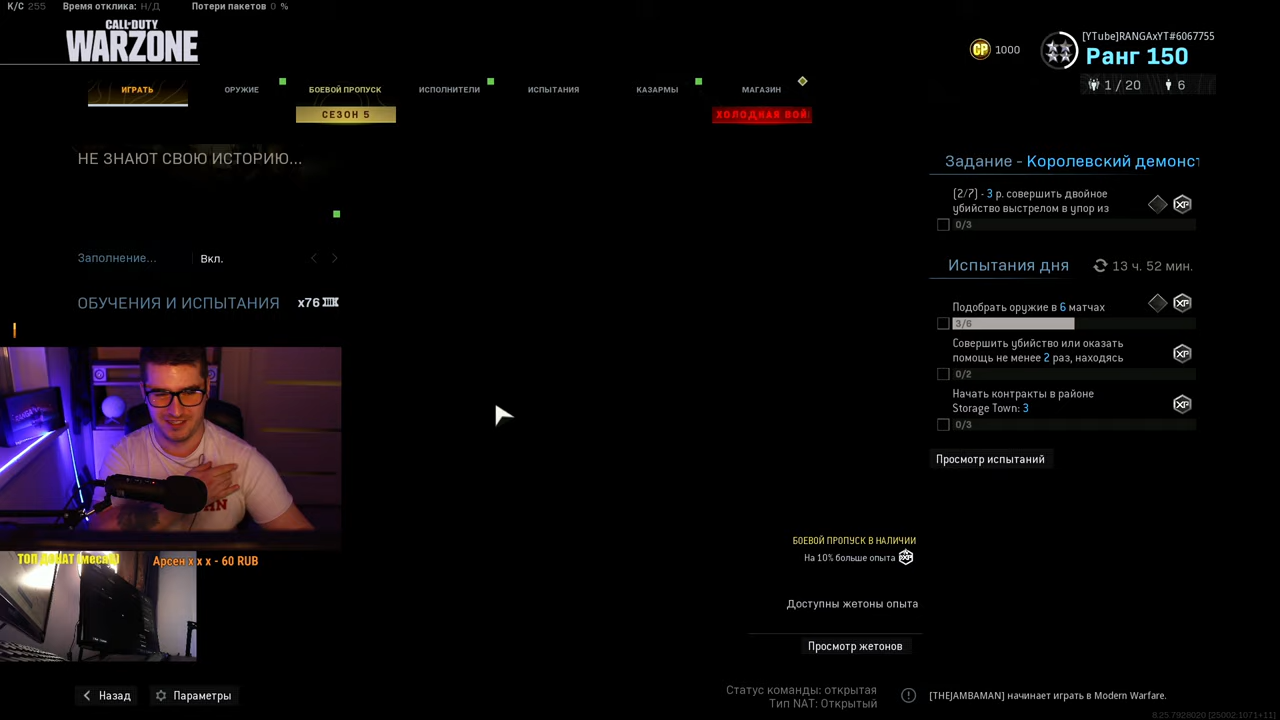 К/С 255 Время отклика: Н/Д Потери пакетов 0 %
CALL OF DUTY
WARZONE
1000
[YTube]RANGAxYT#6067755
Ранг 150
1 / 20 6
ИГРАТЬ ОРУЖИЕ БОЕВОЙ ПРОПУСК ИСПОЛНИТЕЛИ ИСПЫТАНИЯ КАЗАРМЫ МАГАЗИН
СЕЗОН 5 ХОЛОДНАЯ ВОЙ
НЕ ЗНАЮТ СВОЮ ИСТОРИЮ...
Заполнение... Вкл.
ОБУЧЕНИЯ И ИСПЫТАНИЯ x76
ТОП ДОНАТ (месяц) Арсен x x x - 60 RUB
Задание - Королевский демонст
[2/7] - 3 р. совершить двойное
убийство выстрелом в упор из
0/3
Испытания дня 13 ч. 52 мин.
Подобрать оружие в 6 матчах
3/6
Совершить убийство или оказать
помощь не менее 2 раз, находясь
0/2
Начать контракты в районе
Storage Town: 3
0/3
Просмотр испытаний
БОЕВОЙ ПРОПУСК В НАЛИЧИИ
На 10% больше опыта
Доступны жетоны опыта
Просмотр жетонов
Назад Параметры
Статус команды: открытая
Тип NAT: Открытый
[THEJAMBAMAN] начинает играть в Modern Warfare.